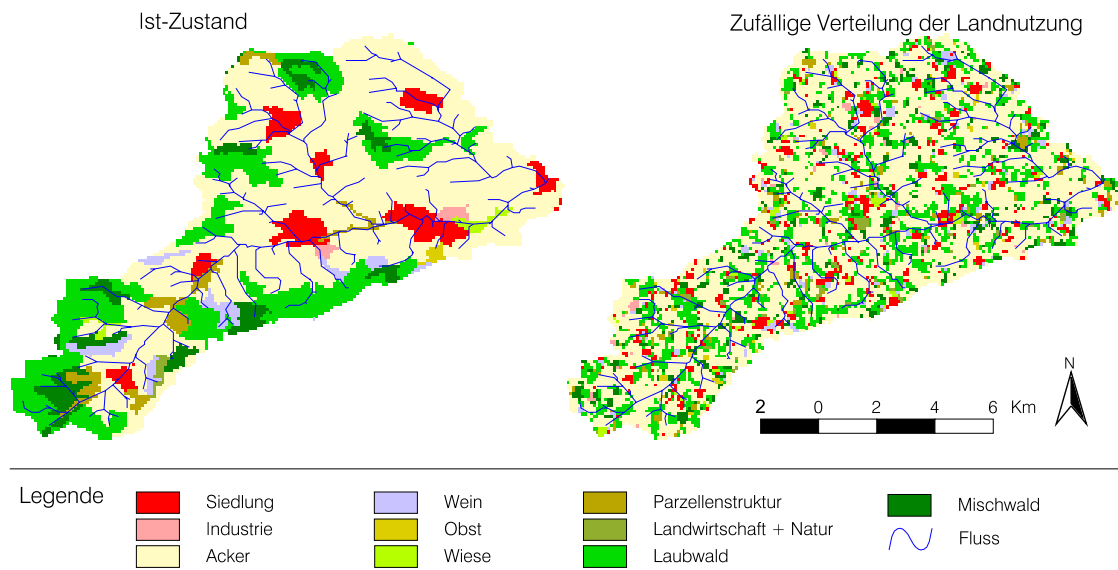 Ist-Zustand
Zufällige Verteilung der Landnutzung
N
2 0 2 4 6 Km
Legende
Siedlung
Industrie
Acker
Wein
Obst
Wiese
Parzellenstruktur
Landwirtschaft + Natur
Laubwald
Mischwald
Fluss